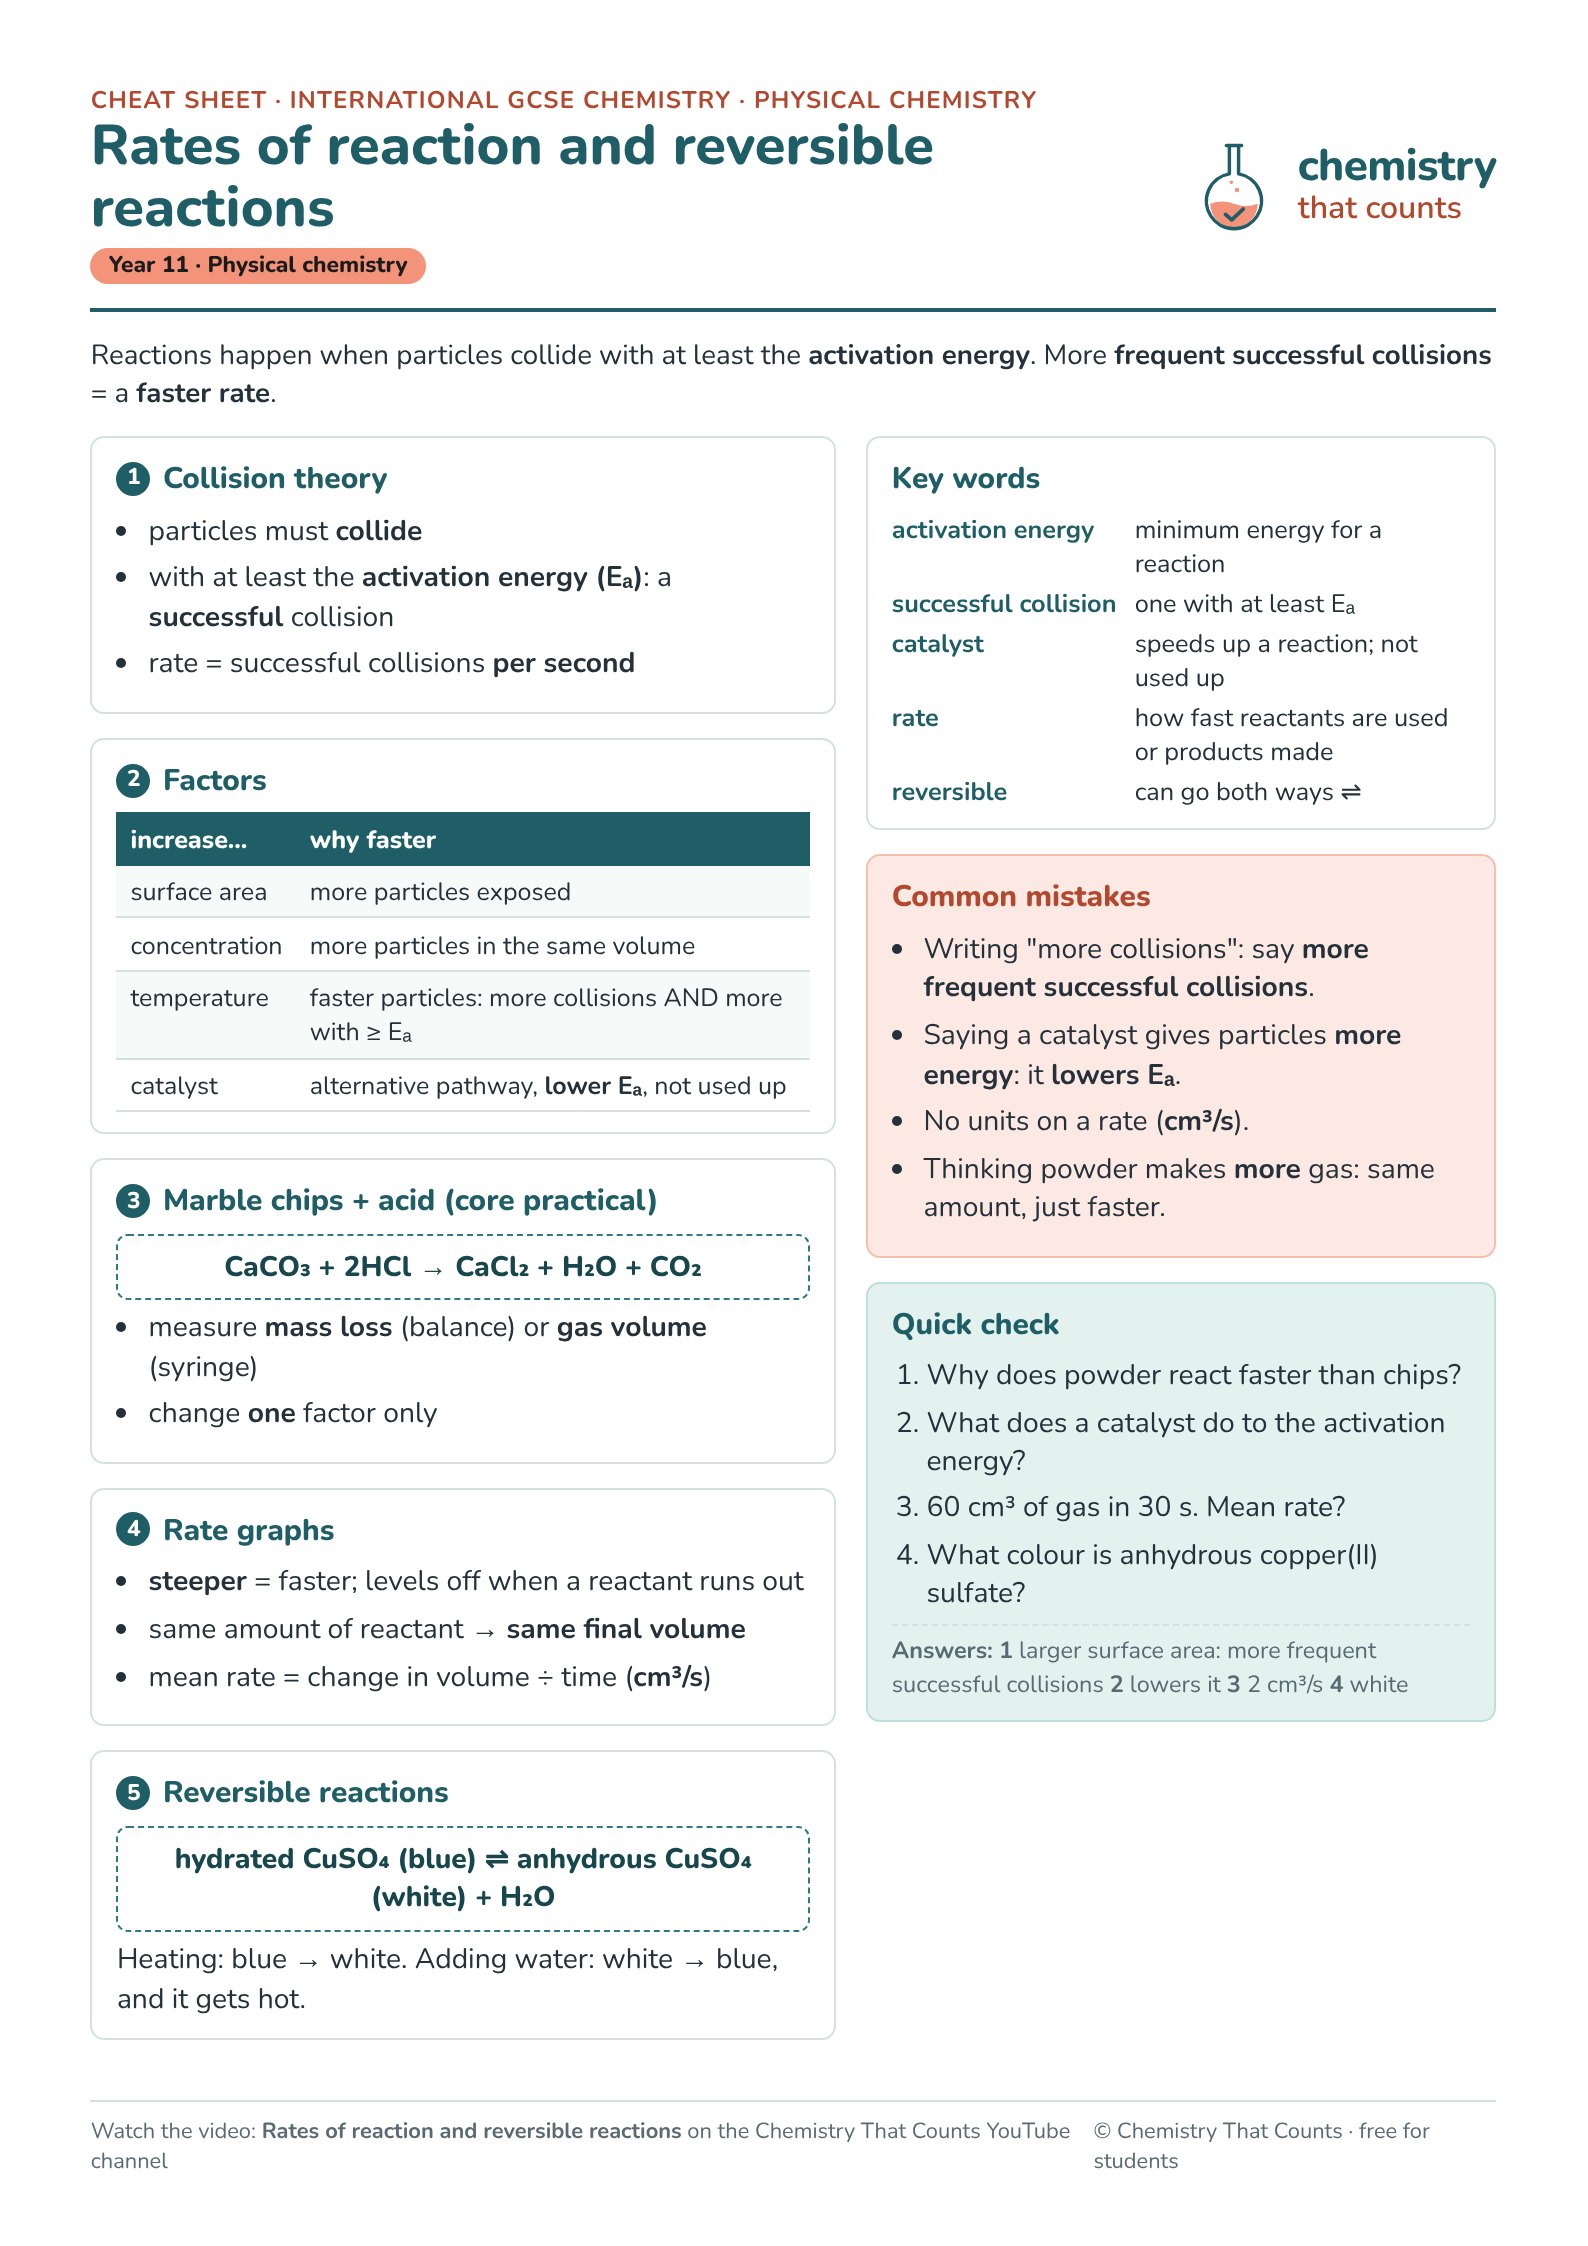 CHEAT SHEET · INTERNATIONAL GCSE CHEMISTRY · PHYSICAL CHEMISTRY
Rates of reaction and reversible
reactions
Year 11 · Physical chemistry
chemistry
that counts
Reactions happen when particles collide with at least the activation energy. More frequent successful collisions
= a faster rate.
1 Collision theory
• particles must collide
• with at least the activation energy (Eₐ): a
successful collision
• rate = successful collisions per second
2 Factors
increase... why faster
surface area more particles exposed
concentration more particles in the same volume
temperature faster particles: more collisions AND more
with ≥ Eₐ
catalyst alternative pathway, lower Eₐ, not used up
3 Marble chips + acid (core practical)
CaCO₃ + 2HCl → CaCl₂ + H₂O + CO₂
• measure mass loss (balance) or gas volume
(syringe)
• change one factor only
4 Rate graphs
• steeper = faster; levels off when a reactant runs out
• same amount of reactant → same final volume
• mean rate = change in volume ÷ time (cm³/s)
5 Reversible reactions
hydrated CuSO₄ (blue) ⇌ anhydrous CuSO₄
(white) + H₂O
Heating: blue → white. Adding water: white → blue,
and it gets hot.
Key words
activation energy minimum energy for a
reaction
successful collision one with at least Eₐ
catalyst speeds up a reaction; not
used up
rate how fast reactants are used
or products made
reversible can go both ways ⇌
Common mistakes
• Writing "more collisions": say more
frequent successful collisions.
• Saying a catalyst gives particles more
energy: it lowers Eₐ.
• No units on a rate (cm³/s).
• Thinking powder makes more gas: same
amount, just faster.
Quick check
1. Why does powder react faster than chips?
2. What does a catalyst do to the activation
energy?
3. 60 cm³ of gas in 30 s. Mean rate?
4. What colour is anhydrous copper(II)
sulfate?
Answers: 1 larger surface area: more frequent
successful collisions 2 lowers it 3 2 cm³/s 4 white
Watch the video: Rates of reaction and reversible reactions on the Chemistry That Counts YouTube
channel
© Chemistry That Counts · free for
students